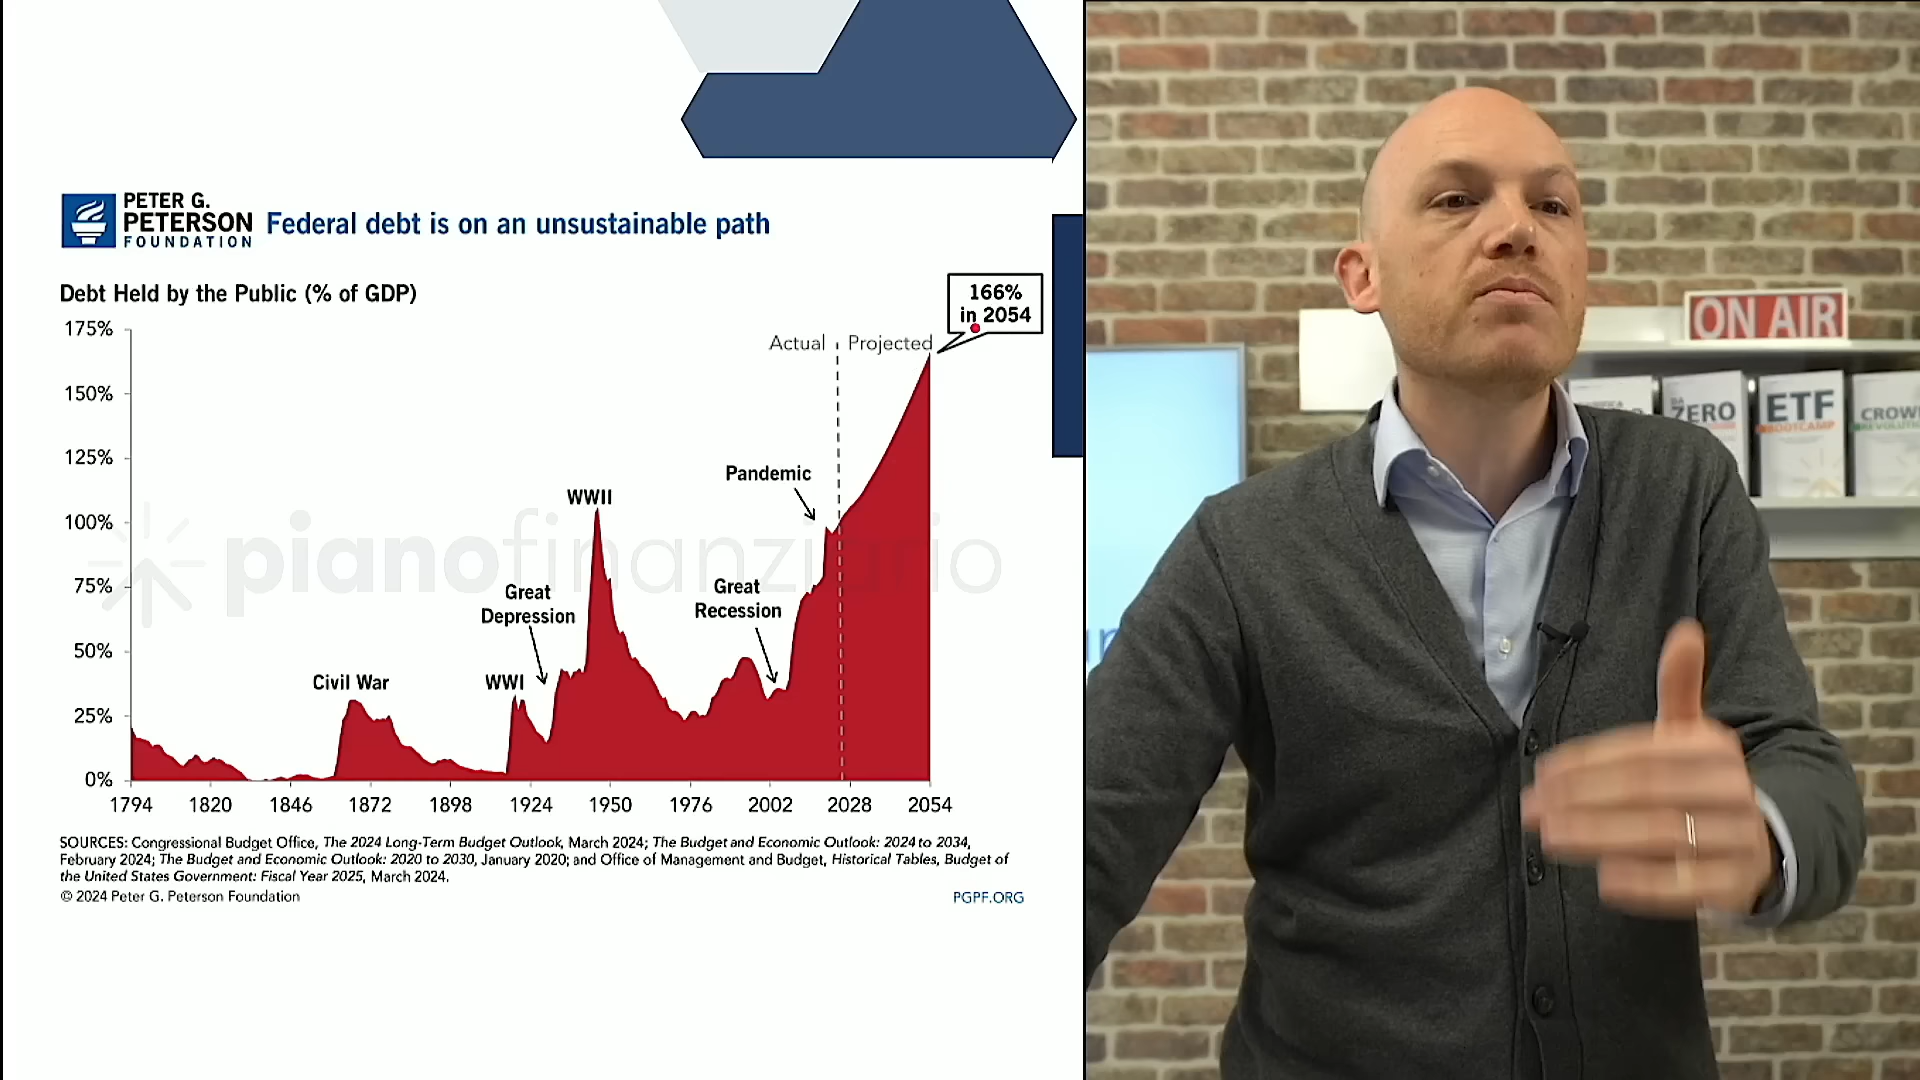 PETER G.
PETERSON
FOUNDATION
Federal debt is on an unsustainable path
Debt Held by the Public (% of GDP)
175%
150%
125%
100%
75%
50%
25%
0%
166%
in 2054
Actual
Projected
Pandemic
WWII
Great
Depression
Great
Recession
Civil War
WWI
pianofinanziario
1794
1820
1846
1872
1898
1924
1950
1976
2002
2028
2054
SOURCES: Congressional Budget Office, The 2024 Long-Term Budget Outlook, March 2024; The Budget and Economic Outlook: 2024 to 2034,
February 2024; The Budget and Economic Outlook: 2020 to 2030, January 2020; and Office of Management and Budget, Historical Tables, Budget of
the United States Government: Fiscal Year 2025, March 2024.
© 2024 Peter G. Peterson Foundation
PGPF.ORG
ON AIR
ZERO
ETF
BOOTCAMP